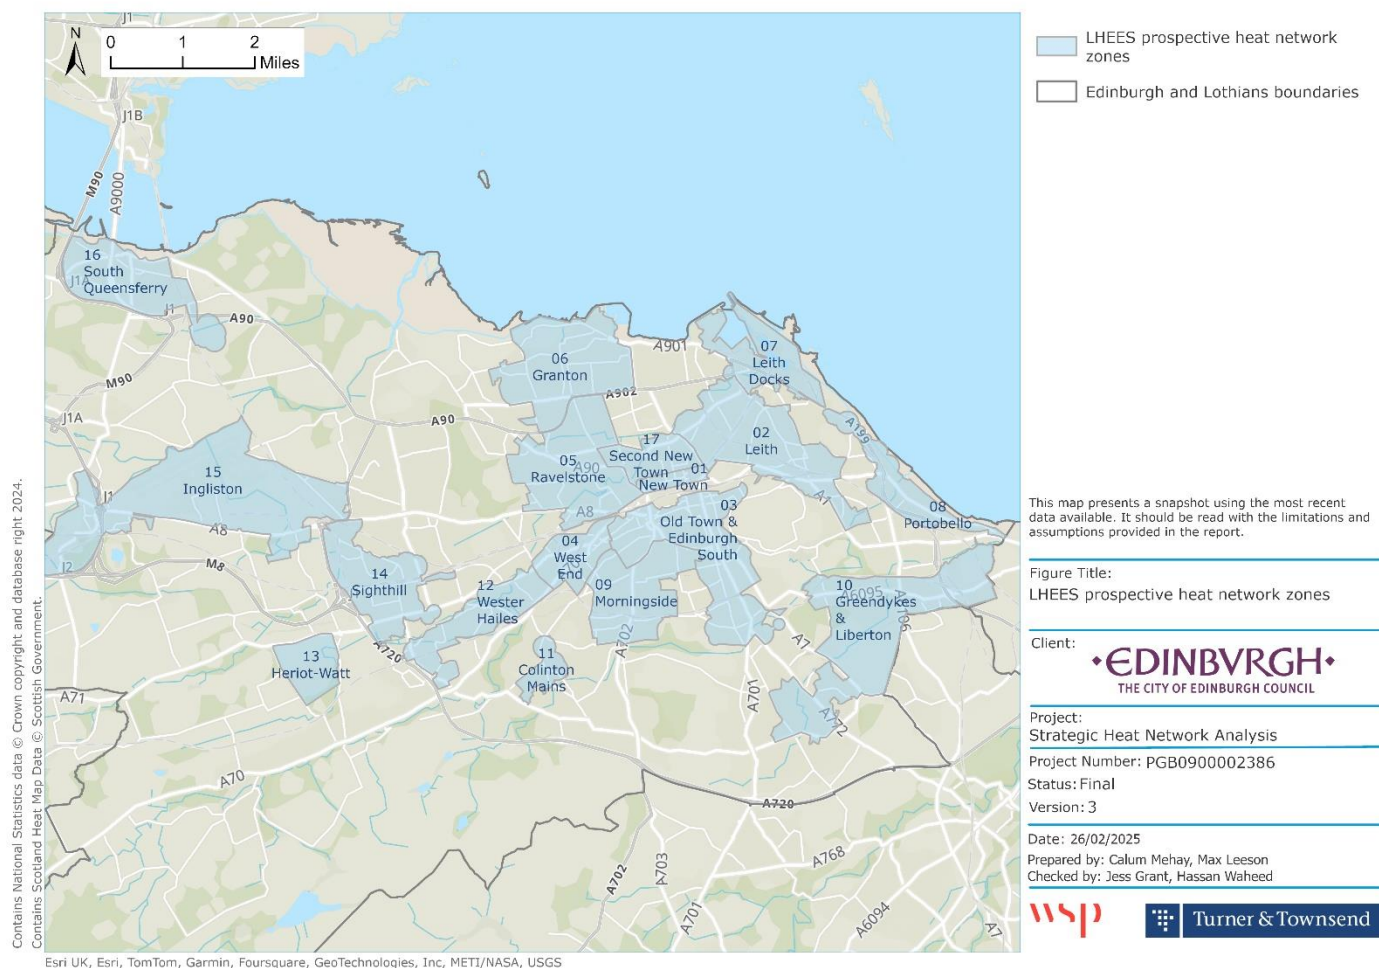 N
0 1 2
Miles
J1
J1B
M90
A9000
16
South
Queensferry
J1A
J1
A90
M90
J1A
A90
06
Granton
A901
A902
07
Leith
Docks
02
Leith
A199
17
Second New
Town
01
New Town
05
Ravelstone
A90
A8
03
Old Town &
Edinburgh
South
A1
08
Portobello
15
Ingliston
J1
A8
J2
M8
04
West
End
14
Sighthill
12
Wester
Hailes
09
Morningside
A702
10
Greendykes
&
Liberton
A6095
A6106
A7
13
Heriot-Watt
A720
11
Colinton
Mains
A71
A701
A772
A70
A720
A702
A703
A768
A701
A6094
A7
LHEES prospective heat network
zones
Edinburgh and Lothians boundaries
This map presents a snapshot using the most recent
data available. It should be read with the limitations and
assumptions provided in the report.
Figure Title:
LHEES prospective heat network zones
Client:
•EDINBVRGH•
THE CITY OF EDINBURGH COUNCIL
Project:
Strategic Heat Network Analysis
Project Number: PGB0900002386
Status: Final
Version: 3
Date: 26/02/2025
Prepared by: Calum Mehay, Max Leeson
Checked by: Jess Grant, Hassan Waheed
wsp
Turner & Townsend
Contains National Statistics data © Crown copyright and database right 2024.
Contains Scotland Heat Map Data © Scottish Government.
Esri UK, Esri, TomTom, Garmin, Foursquare, GeoTechnologies, Inc, METI/NASA, USGS